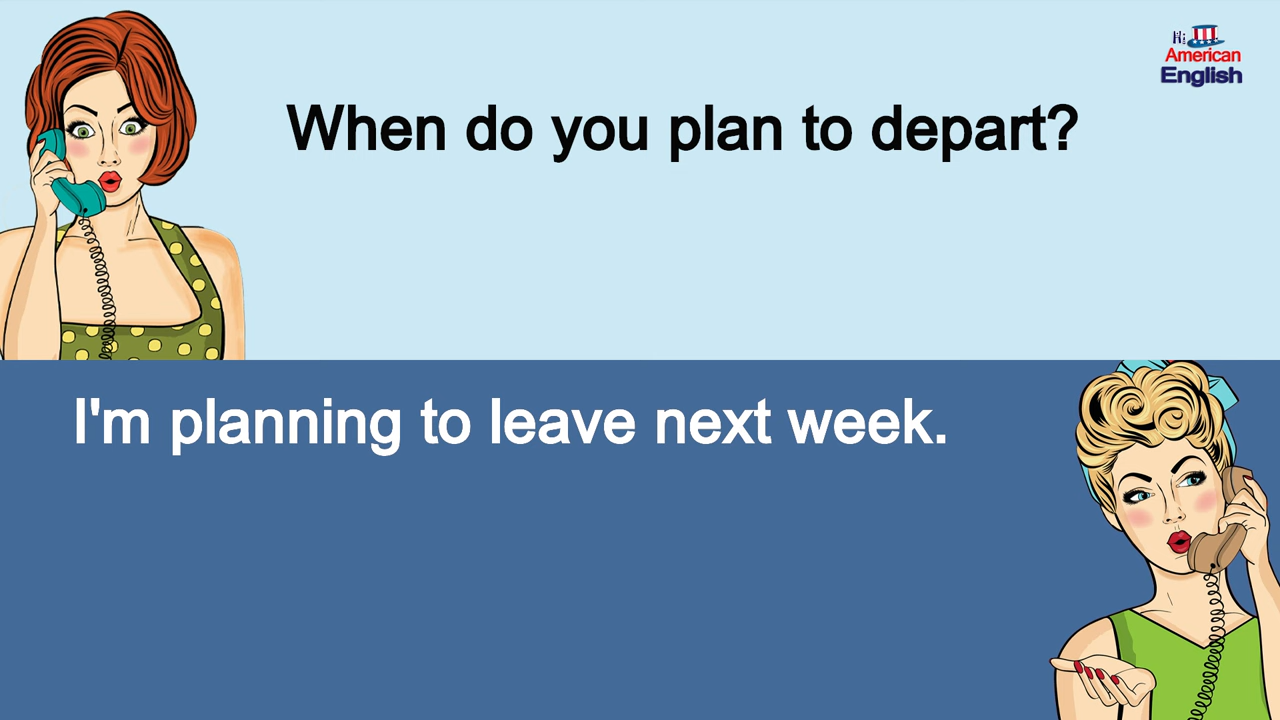 Hi
American
English
When do you plan to depart?
I'm planning to leave next week.